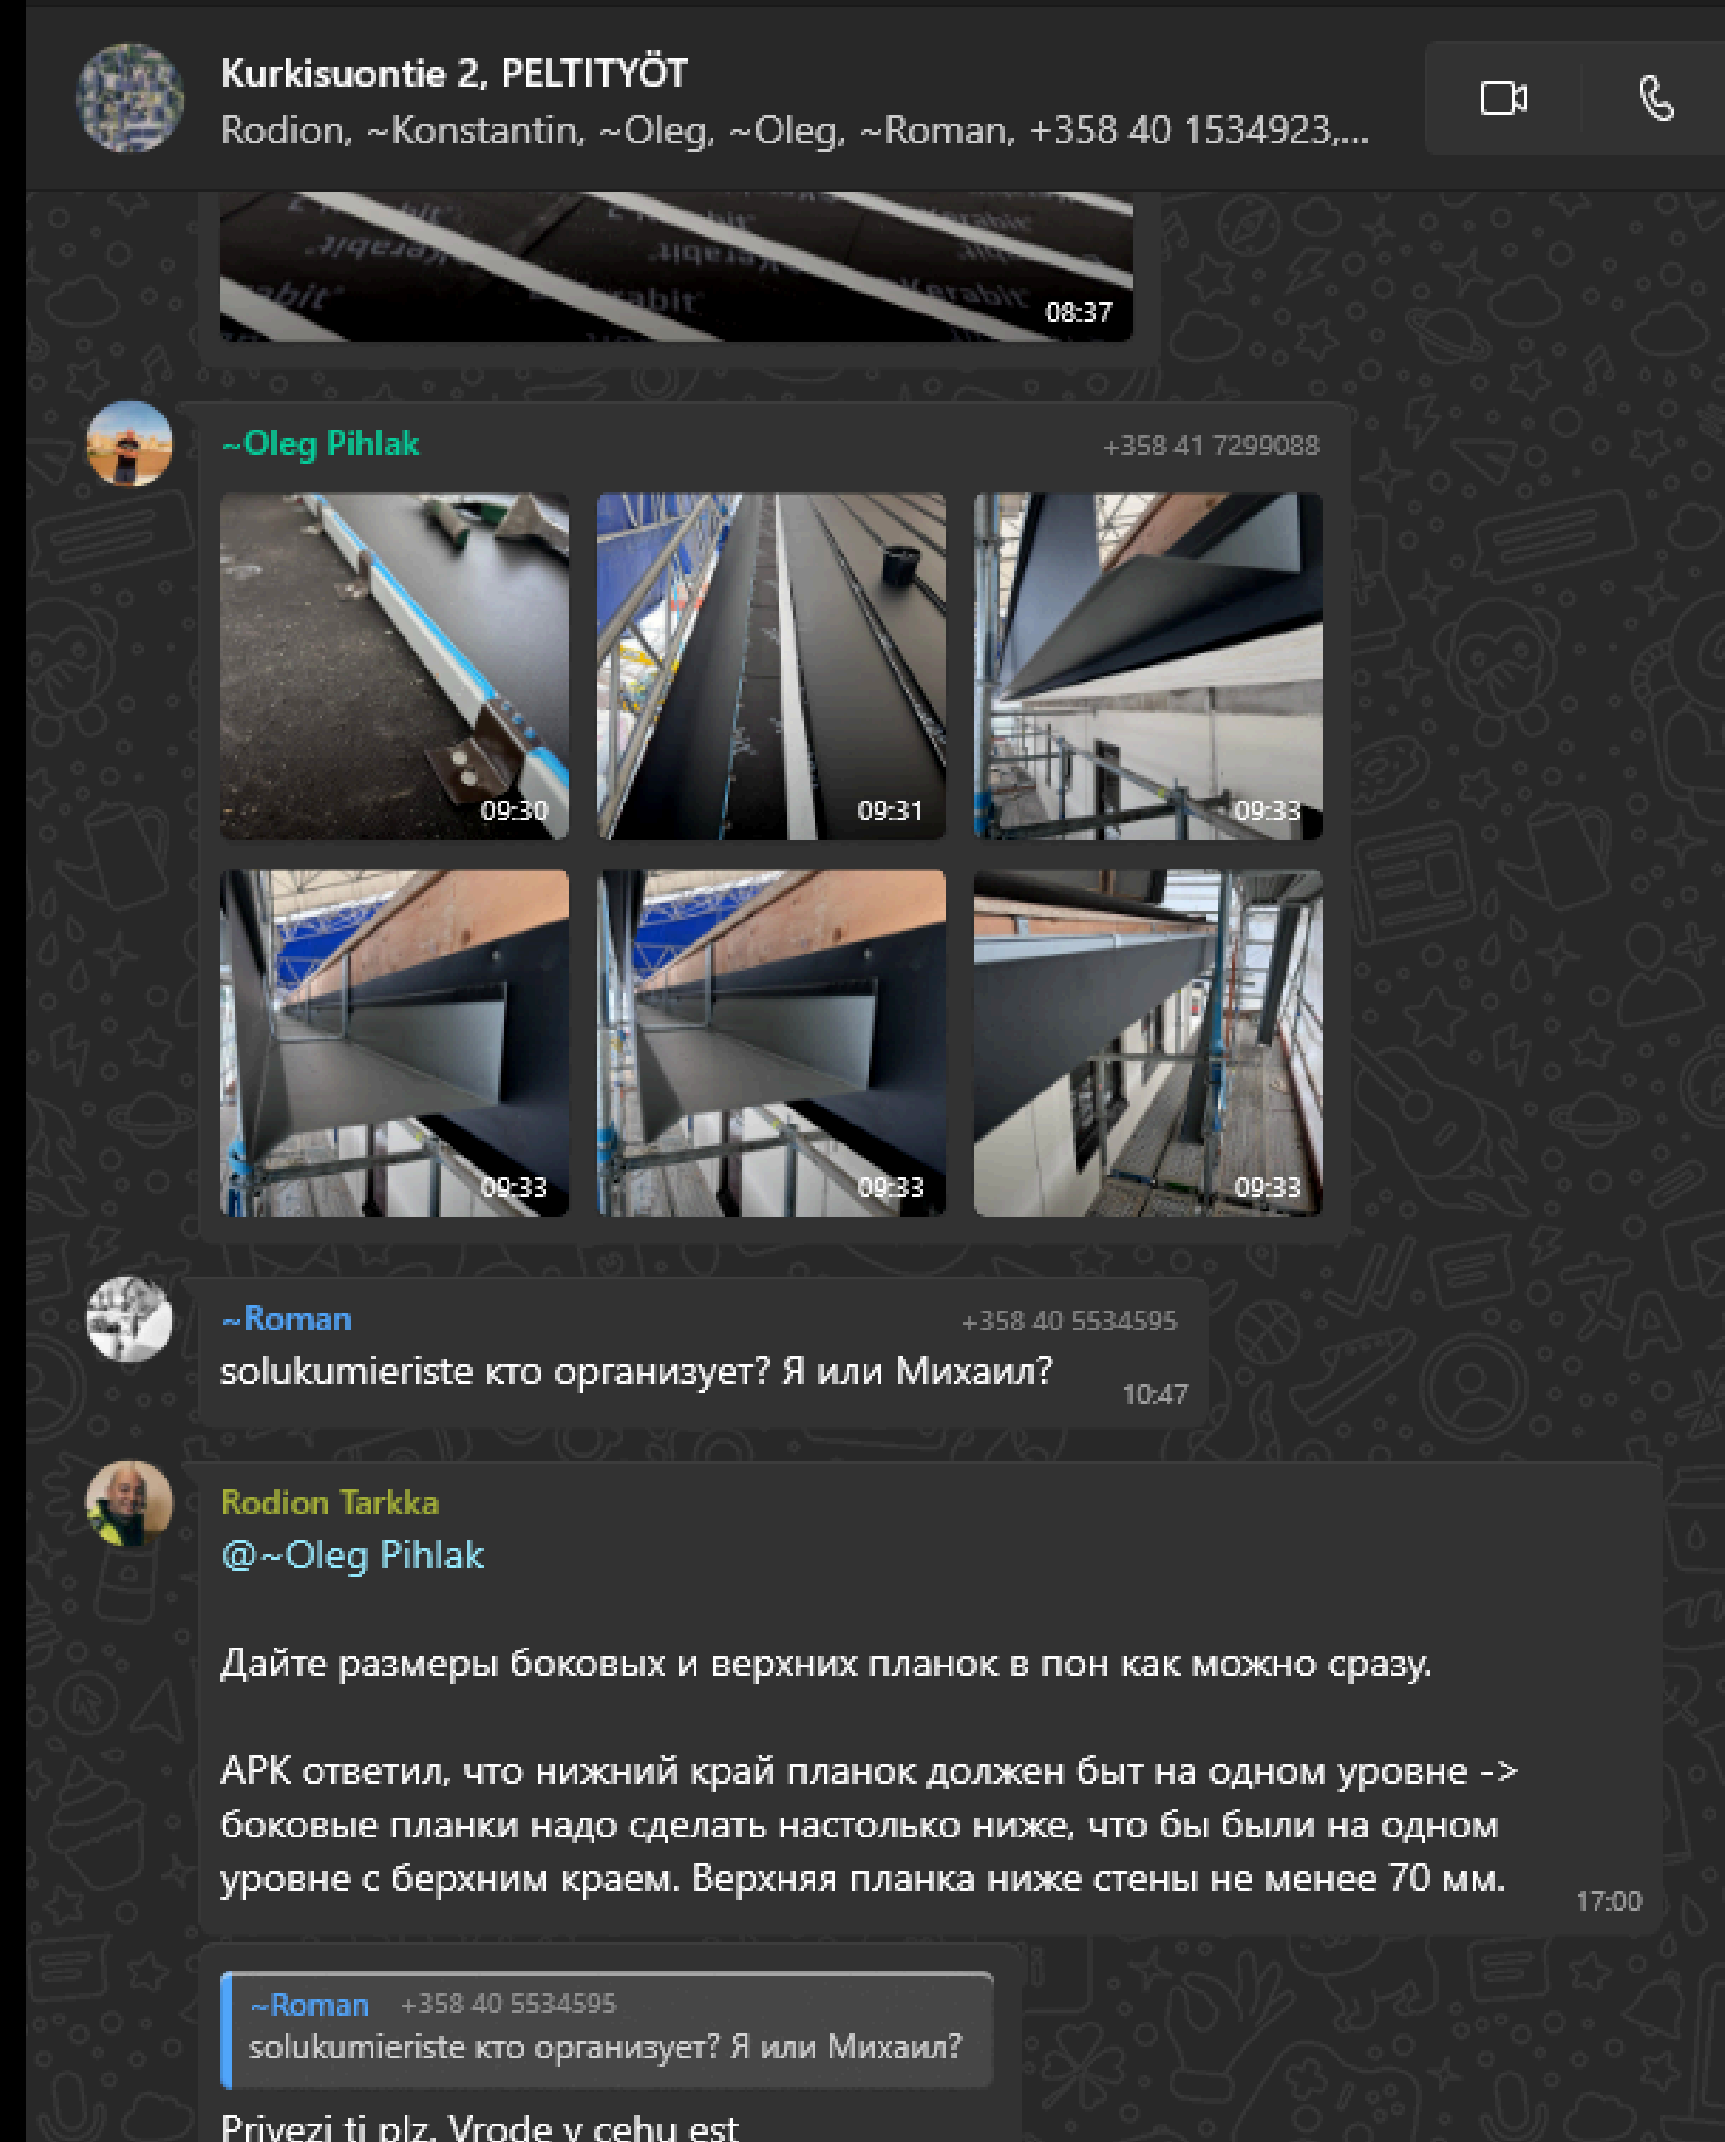 Kurkisuontie 2, PELTITYÖT
Rodion, ~Konstantin, ~Oleg, ~Oleg, ~Roman, +358 40 1534923,...
Kerabit
Kerabit
08:37
~Oleg Pihlak +358 41 7299088
09:30 09:31 09:33
09:33 09:33 09:33
~Roman +358 40 5534595
solukumieriste кто организует? Я или Михаил?
10:47
Rodion Tarkka
@~Oleg Pihlak
Дайте размеры боковых и верхних планок в пон как можно сразу.
АРК ответил, что нижний край планок должен быт на одном уровне ->
боковые планки надо сделать настолько ниже, что бы были на одном
уровне с берхним краем. Верхняя планка ниже стены не менее 70 мм.
17:00
~Roman +358 40 5534595
solukumieriste кто организует? Я или Михаил?
Privezi ti plz. Vrode v cehu est